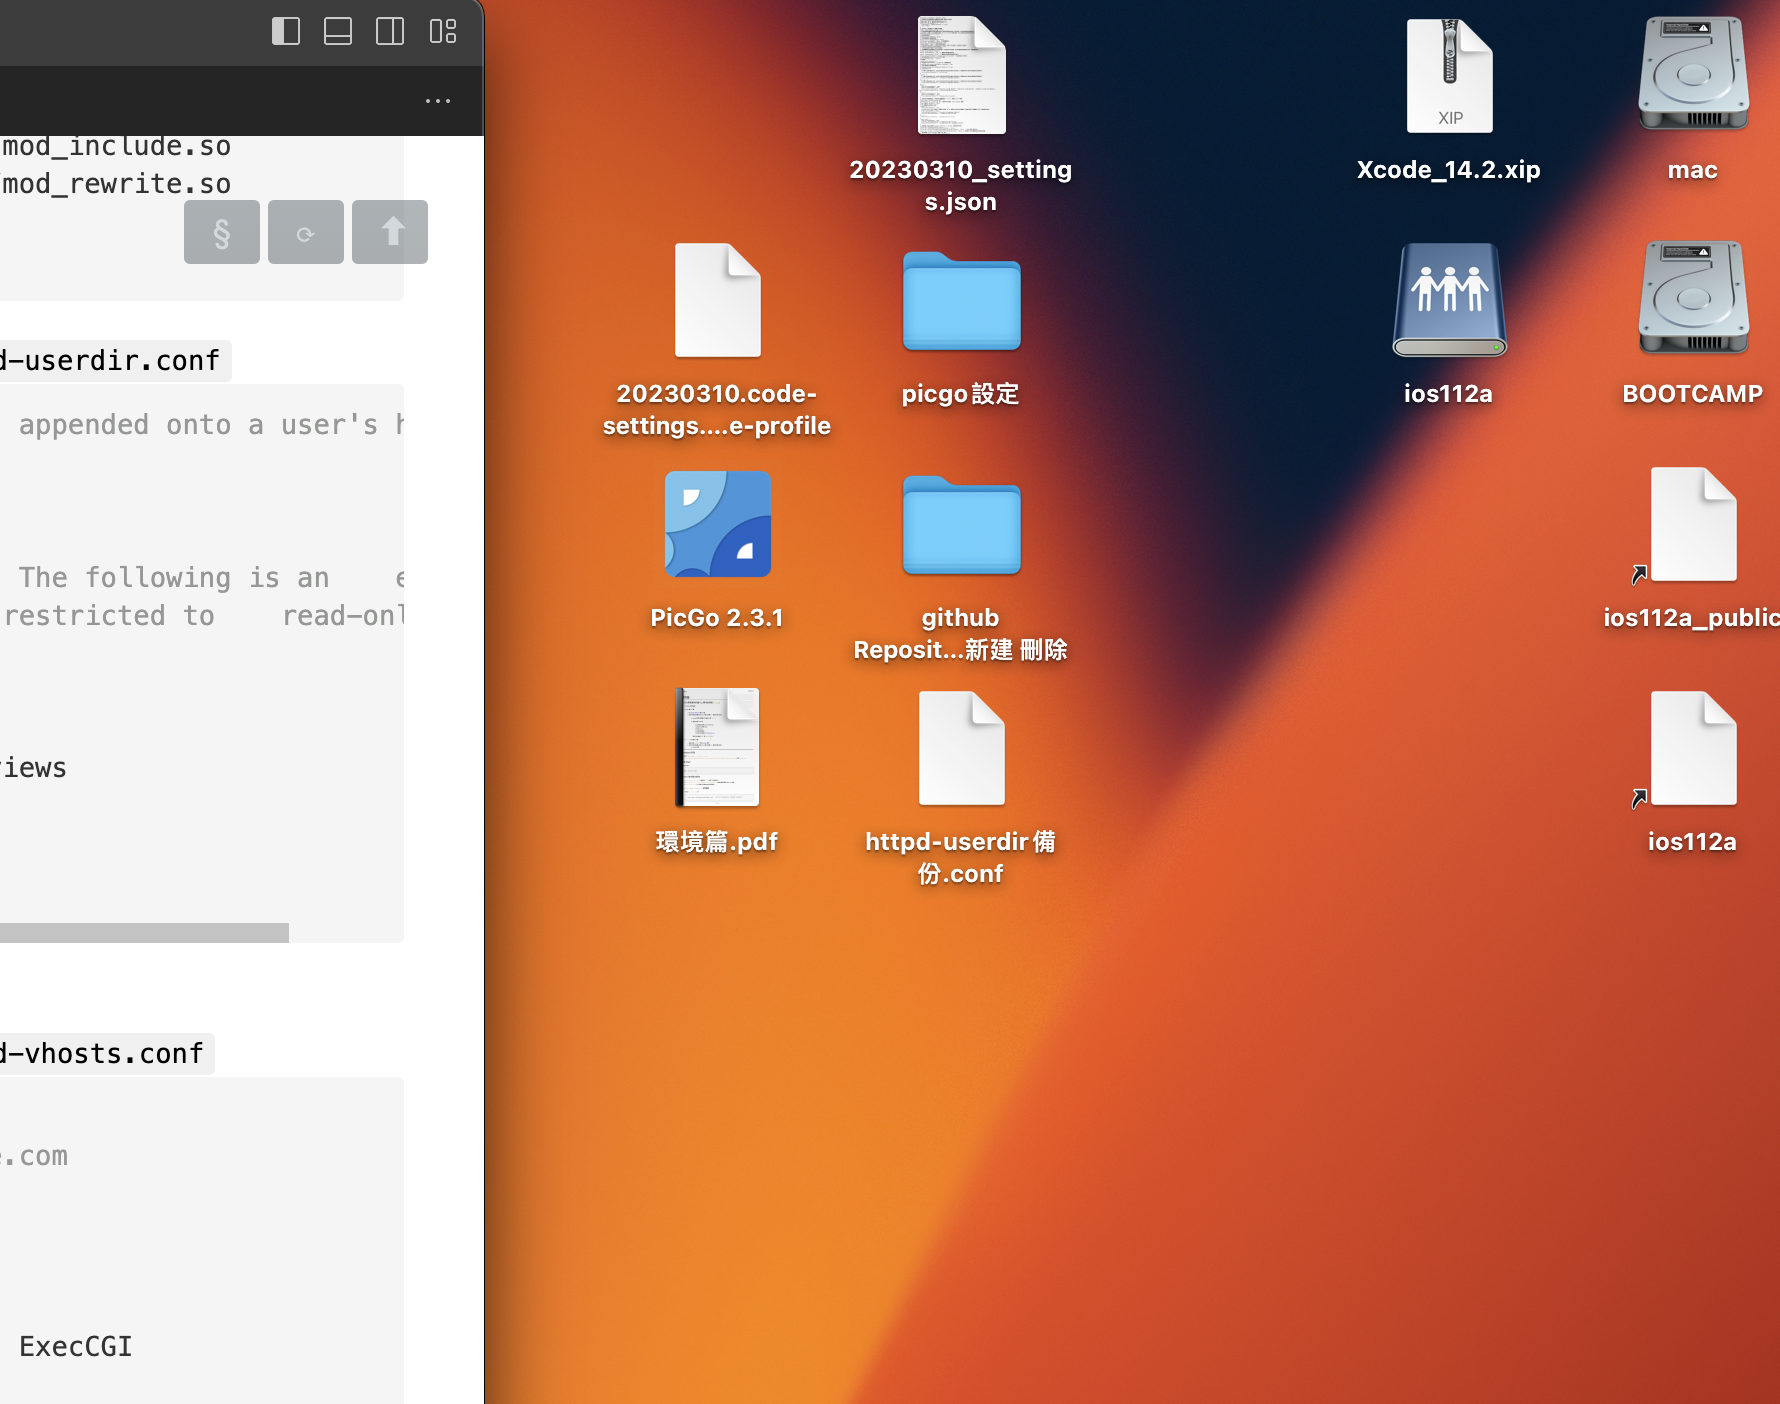 mod_include.so
mod_rewrite.so
§
d-userdir.conf
appended onto a user's h
The following is an e
restricted to read-onl
iews
d-vhosts.conf
.com
ExecCGI
20230310_setting
s.json
XIP
Xcode_14.2.xip
mac
20230310.code-
settings....e-profile
picgo設定
ios112a
BOOTCAMP
PicGo 2.3.1
github
Reposit...新建 刪除
ios112a_public
環境篇.pdf
httpd-userdir備
份.conf
ios112a